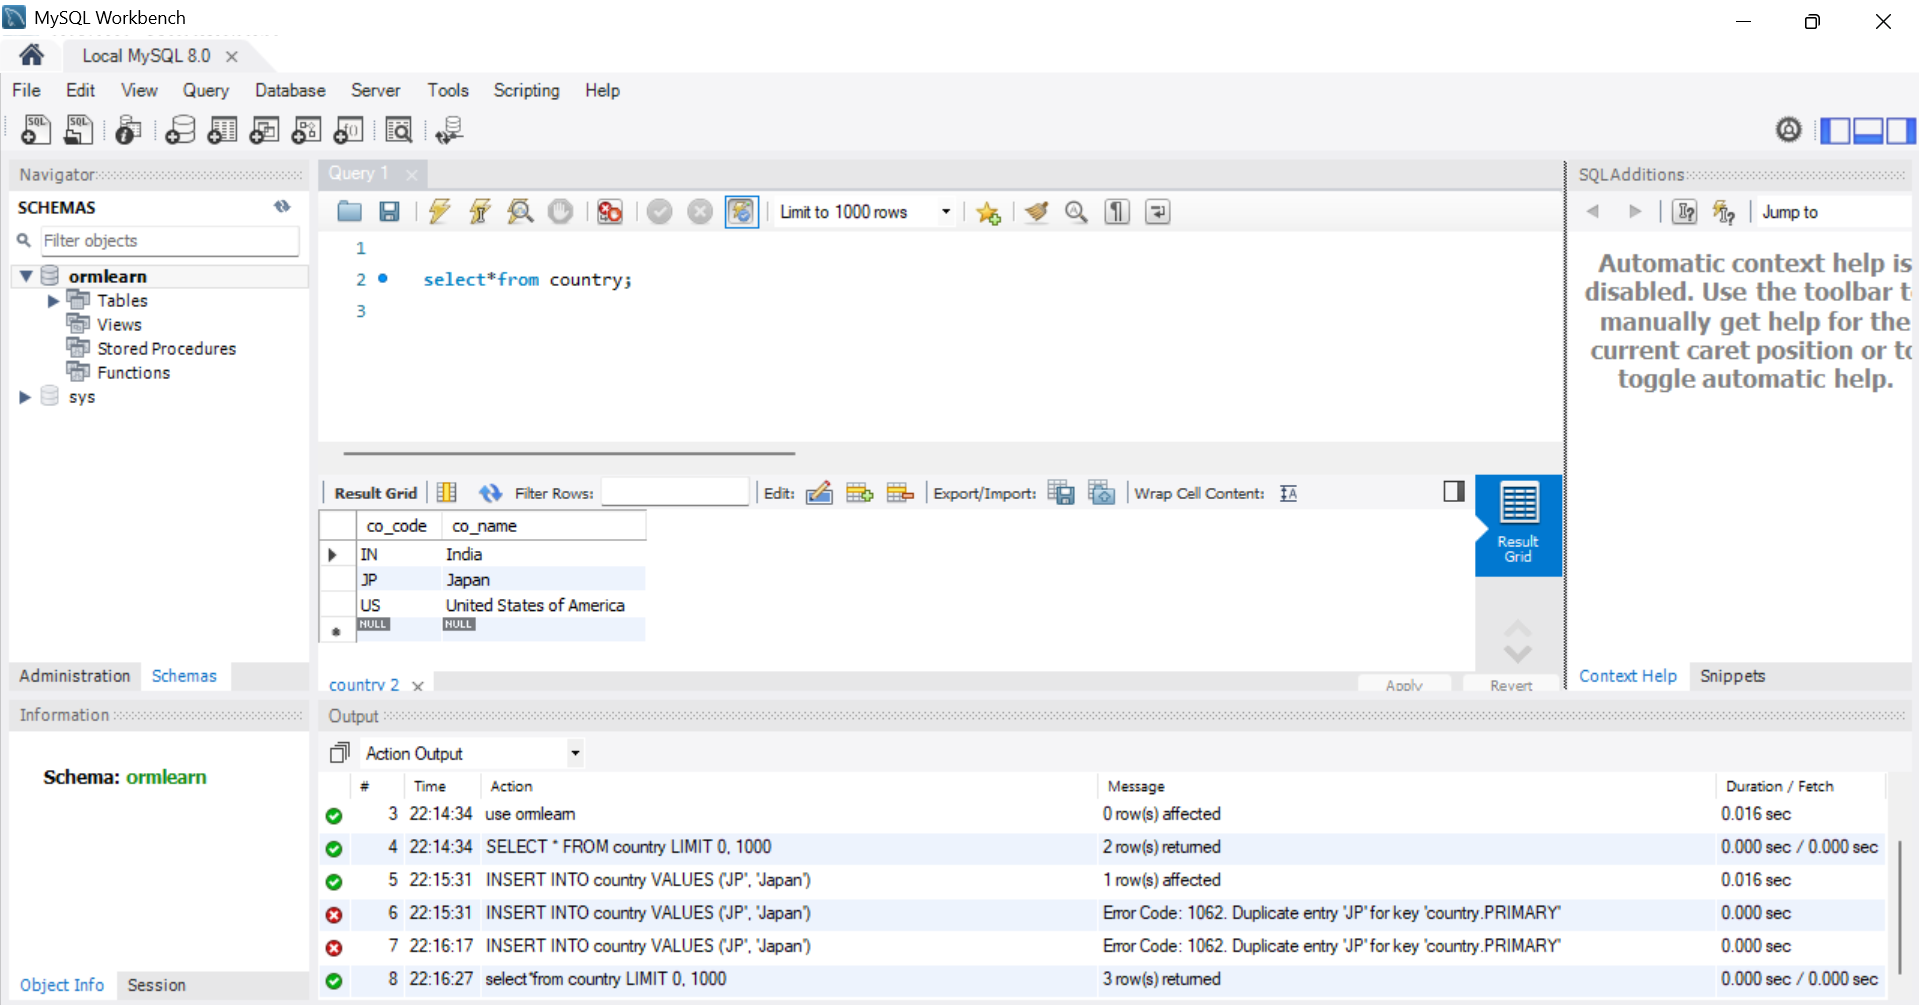 MySQL Workbench
Local MySQL 8.0
File Edit View Query Database Server Tools Scripting Help
Navigator
SCHEMAS
Filter objects
ormlearn
Tables
Views
Stored Procedures
Functions
sys
Administration Schemas
Information
Schema: ormlearn
Object Info Session
Query 1
Limit to 1000 rows
1
2 select*from country;
3
Result Grid Filter Rows: Edit: Export/Import: Wrap Cell Content:
co_code co_name
IN India
JP Japan
US United States of America
NULL NULL
Result
Grid
country 2
Apply Revert
SQLAdditions
Jump to
Automatic context help is
disabled. Use the toolbar
manually get help for the
current caret position or
toggle automatic help.
Context Help Snippets
Output
Action Output
# Time Action Message Duration / Fetch
3 22:14:34 use ormlearn 0 row(s) affected 0.016 sec
4 22:14:34 SELECT * FROM country LIMIT 0, 1000 2 row(s) returned 0.000 sec / 0.000 sec
5 22:15:31 INSERT INTO country VALUES ('JP', 'Japan') 1 row(s) affected 0.016 sec
6 22:15:31 INSERT INTO country VALUES ('JP', 'Japan') Error Code: 1062. Duplicate entry 'JP' for key 'country.PRIMARY' 0.000 sec
7 22:16:17 INSERT INTO country VALUES ('JP', 'Japan') Error Code: 1062. Duplicate entry 'JP' for key 'country.PRIMARY' 0.000 sec
8 22:16:27 select*from country LIMIT 0, 1000 3 row(s) returned 0.000 sec / 0.000 sec